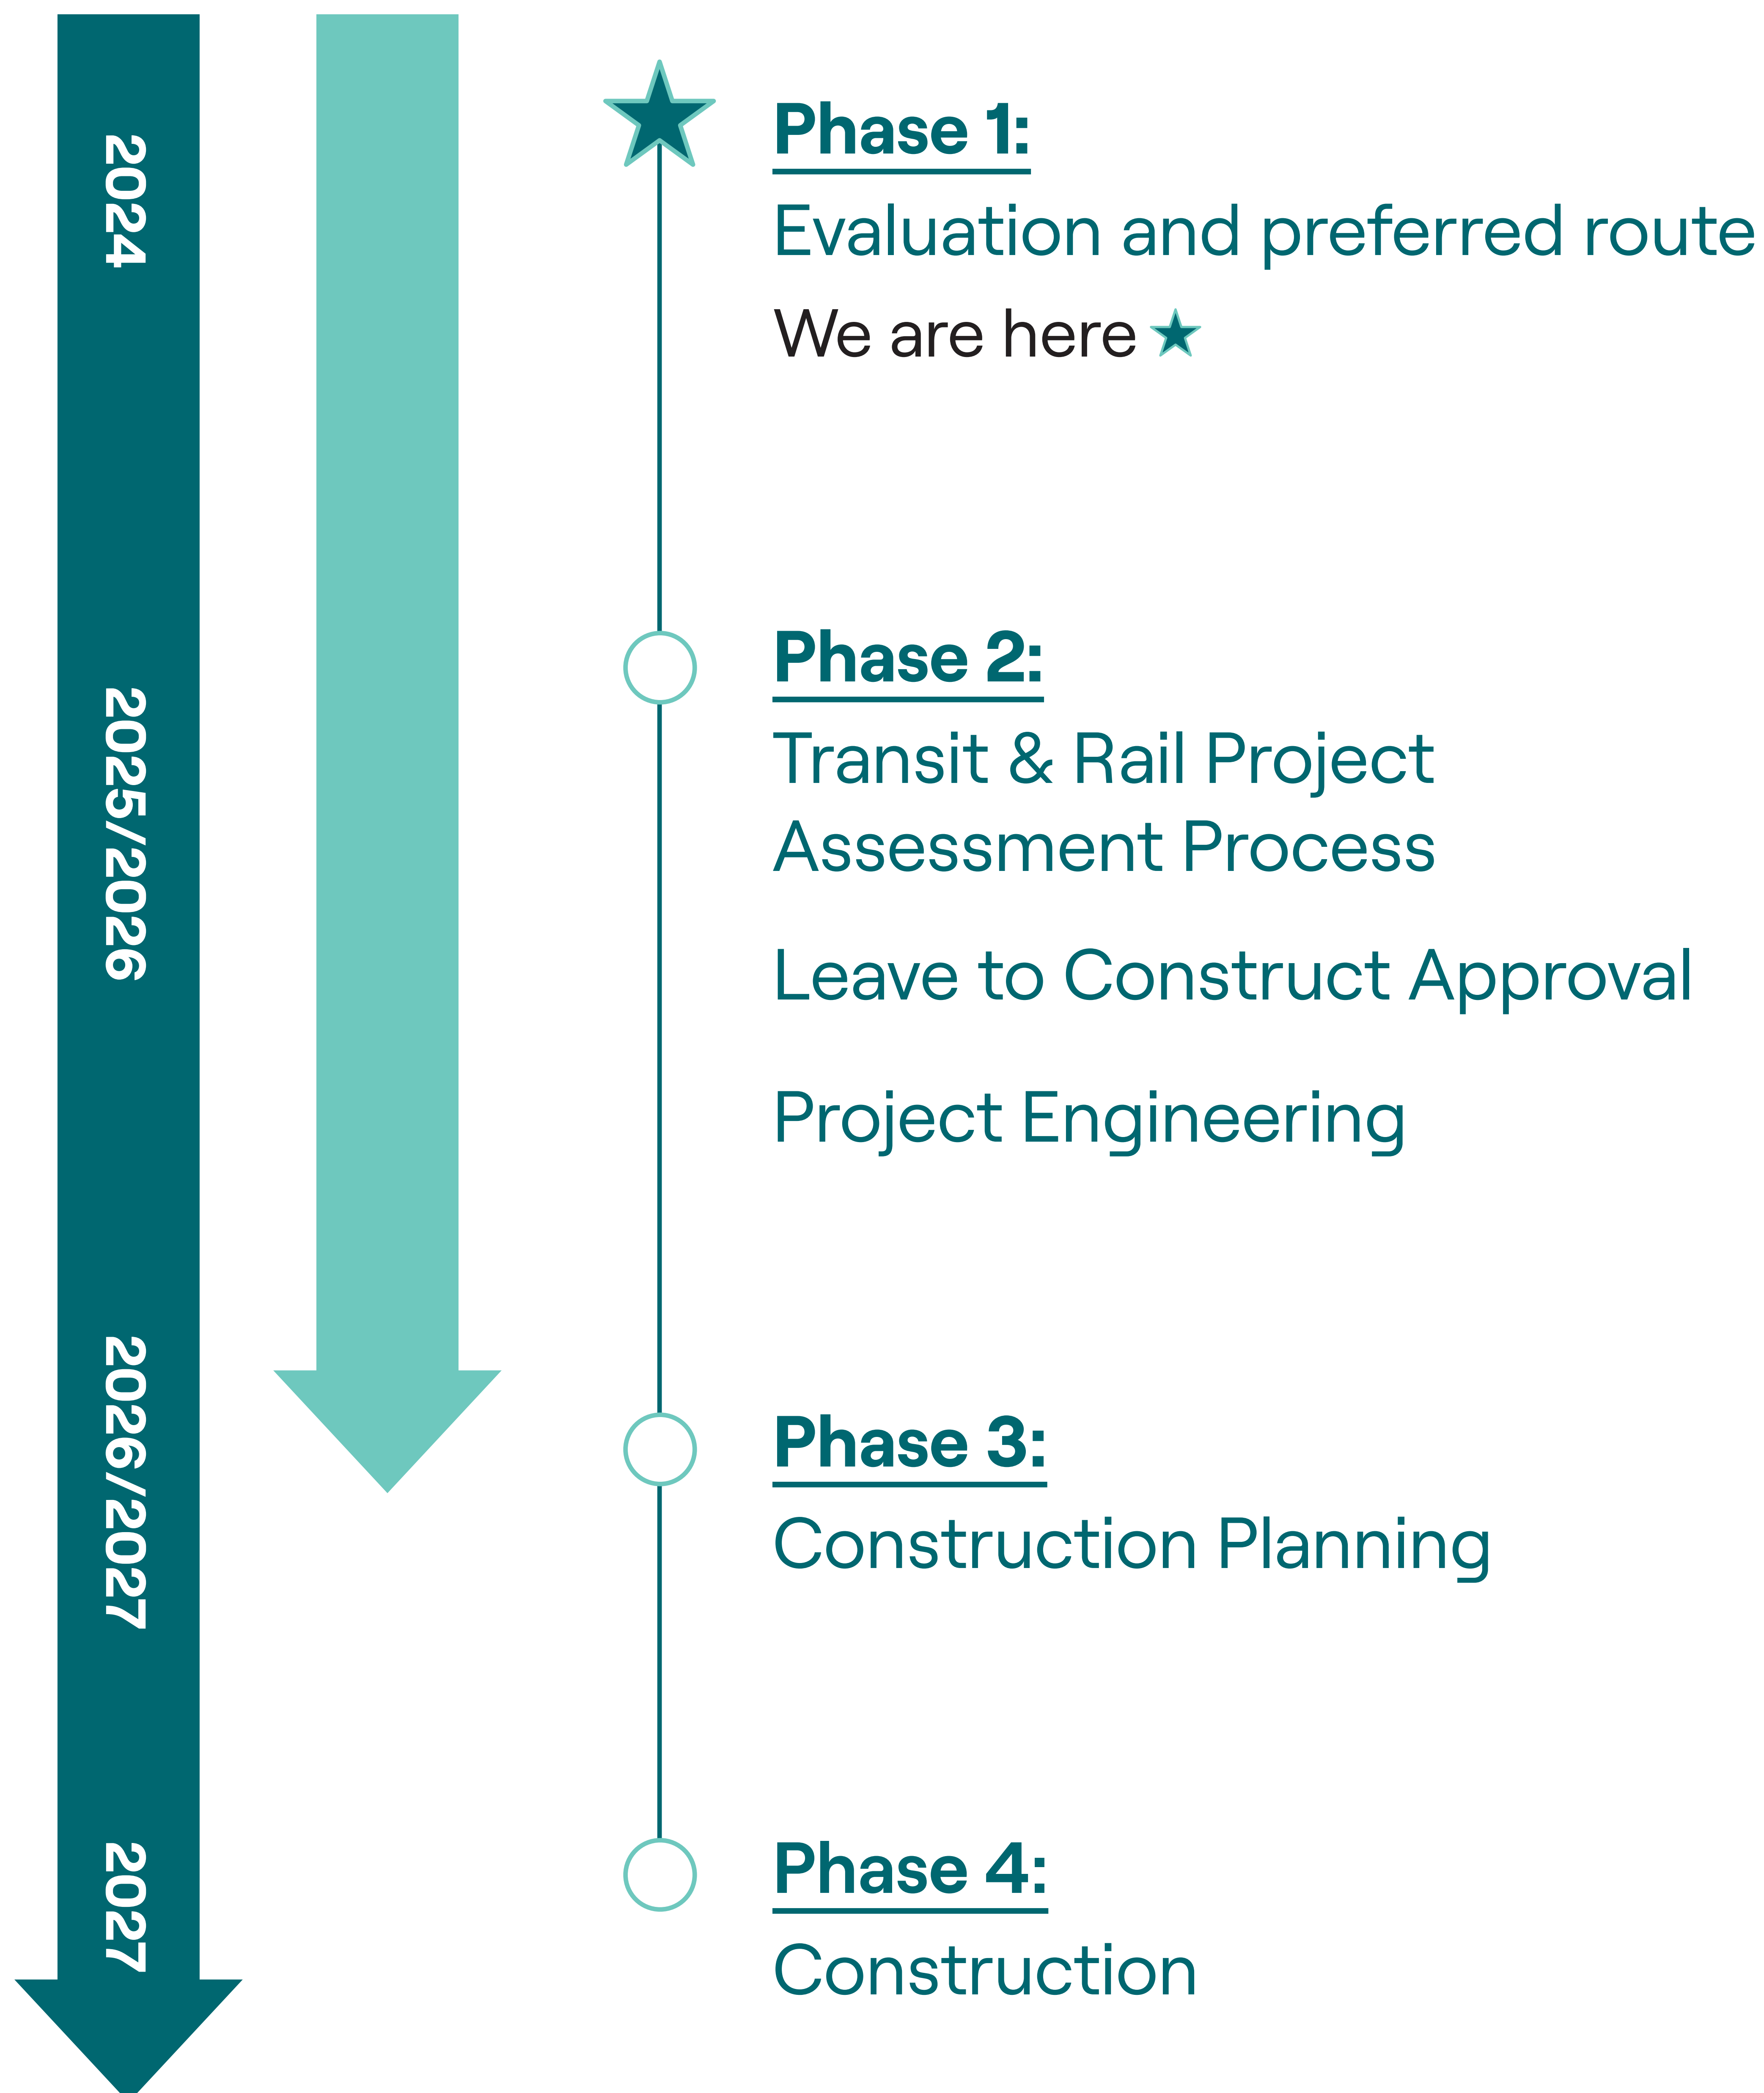 2024
Phase 1:
Evaluation and preferred route
We are here
2025/2026
Phase 2:
Transit & Rail Project
Assessment Process
Leave to Construct Approval
Project Engineering
2026/2027
Phase 3:
Construction Planning
2027
Phase 4:
Construction